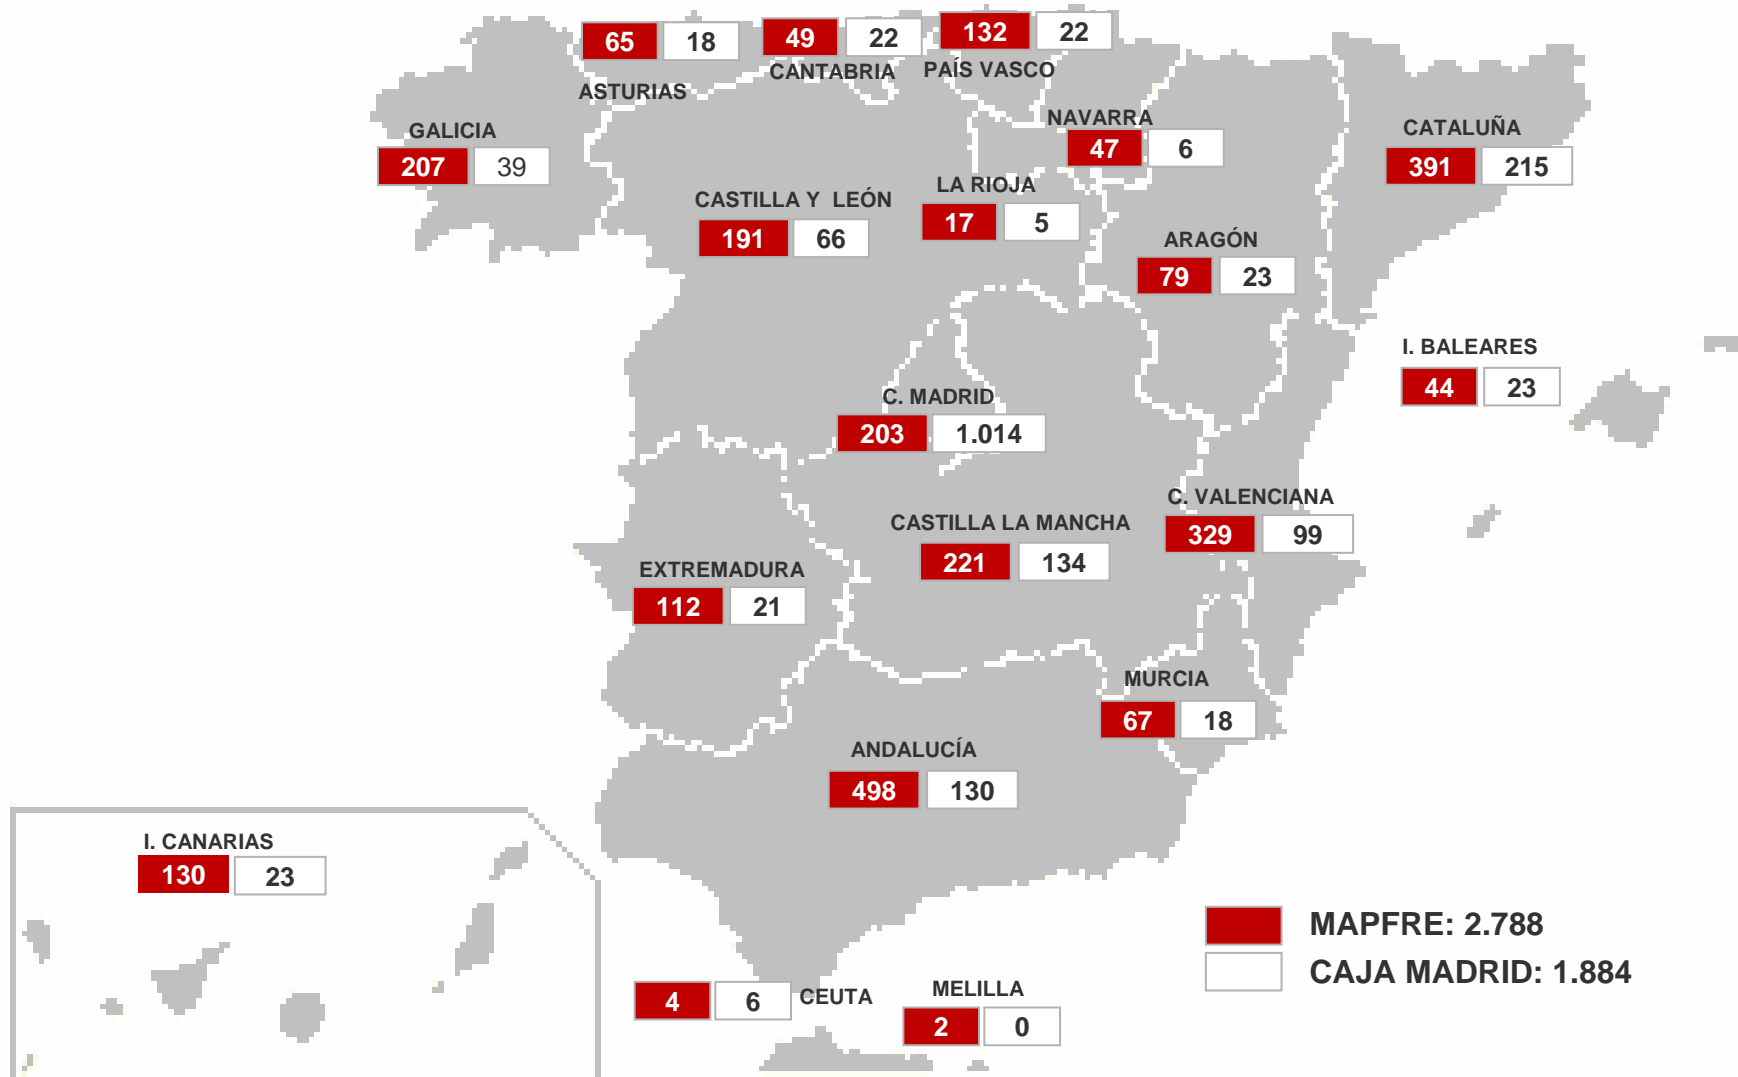 65 18
ASTURIAS
49 22
CANTABRIA
132 22
PAÍS VASCO
GALICIA
207 39
NAVARRA
47 6
CATALUÑA
391 215
CASTILLA Y LEÓN
191 66
LA RIOJA
17 5
ARAGÓN
79 23
I. BALEARES
44 23
C. MADRID
203 1.014
C. VALENCIANA
329 99
CASTILLA LA MANCHA
221 134
EXTREMADURA
112 21
MURCIA
67 18
ANDALUCÍA
498 130
I. CANARIAS
130 23
MAPFRE: 2.788
CAJA MADRID: 1.884
4 6 CEUTA
MELILLA
2 0